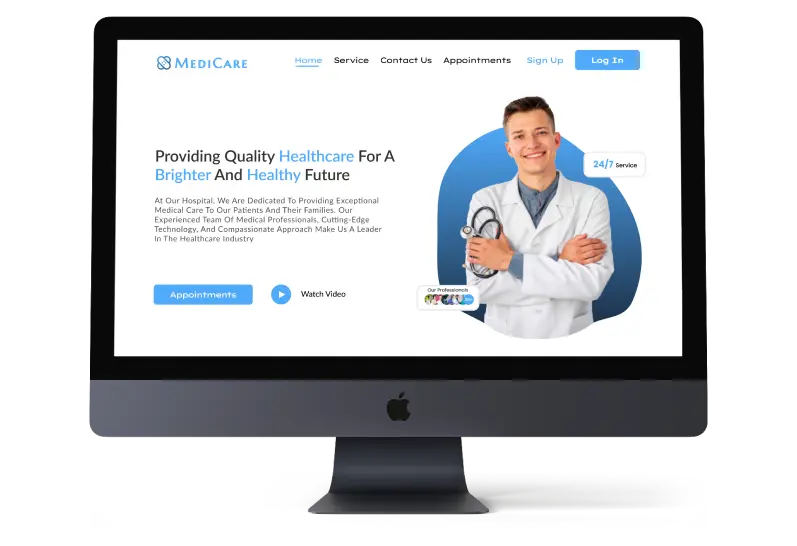 MEDICARE
Home Service Contact Us Appointments Sign Up Log In
Providing Quality Healthcare For A
Brighter And Healthy Future
24/7 Service
At Our Hospital, We Are Dedicated To Providing Exceptional
Medical Care To Our Patients And Their Families. Our
Experienced Team Of Medical Professionals, Cutting-Edge
Technology, And Compassionate Approach Make Us A Leader
In The Healthcare Industry
Our Professionals
Appointments Watch Video